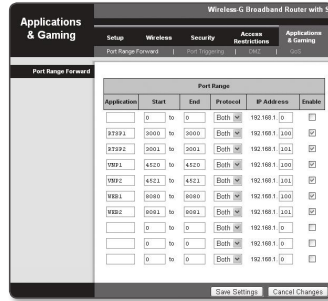 Wireless-G Broadband Router with S
Applications
& Gaming
Setup Wireless Security Access Restrictions Applications & Gaming
Port Range Forward | Port Triggering | DMZ | QoS
Port Range Forward
Port Range
Application Start End Protocol IP Address Enable
0 to 0 Both 192.168.1. 0
RTSP1 3000 to 3000 Both 192.168.1. 100
RTSP2 3001 to 3001 Both 192.168.1. 101
VNP1 4520 to 4520 Both 192.168.1. 100
VNP2 4521 to 4521 Both 192.168.1. 101
WEB1 8080 to 8080 Both 192.168.1. 100
WEB2 8081 to 8081 Both 192.168.1. 101
0 to 0 Both 192.168.1. 0
0 to 0 Both 192.168.1. 0
0 to 0 Both 192.168.1. 0
Save Settings Cancel Changes